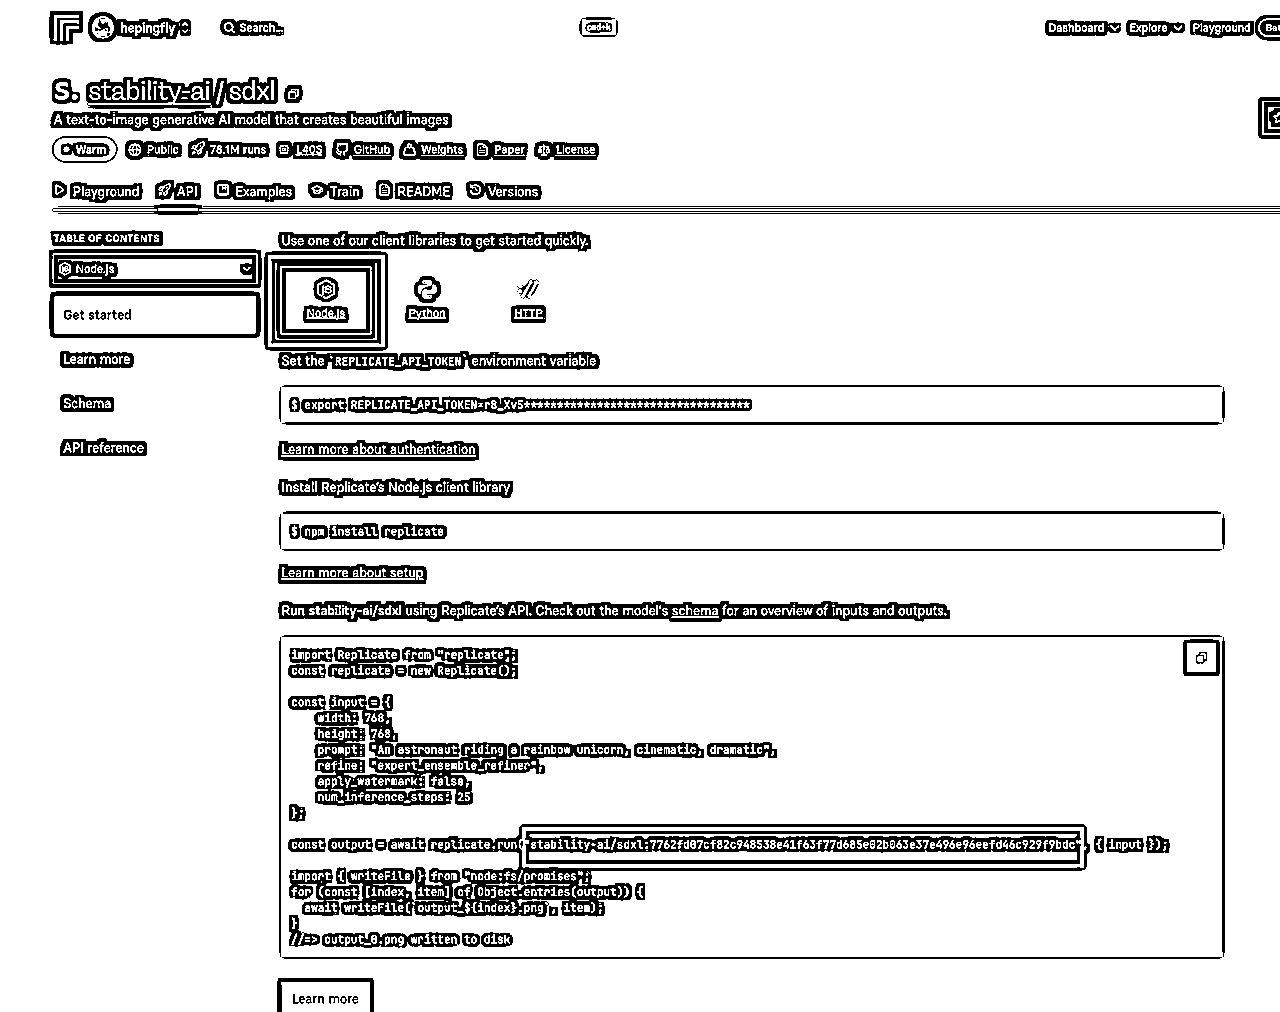 hepingfly
Search...
cmd+k
Dashboard Explore Playground
stability-ai/sdxl
A text-to-image generative AI model that creates beautiful images
Warm Public 78.1M runs L40S GitHub Weights Paper License
Playground API Examples Train README Versions
TABLE OF CONTENTS
Node.js
Get started
Learn more
Schema
API reference
Use one of our client libraries to get started quickly.
Node.js Python HTTP
Set the `REPLICATE_API_TOKEN` environment variable
$ export REPLICATE_API_TOKEN=r8_Xv5**********************************
Learn more about authentication
Install Replicate's Node.js client library
$ npm install replicate
Learn more about setup
Run stability-ai/sdxl using Replicate's API. Check out the model's schema for an overview of inputs and outputs.
import Replicate from "replicate";
const replicate = new Replicate();
const input = {
width: 768,
height: 768,
prompt: "An astronaut riding a rainbow unicorn, cinematic, dramatic",
refine: "expert_ensemble_refiner",
apply_watermark: false,
num_inference_steps: 25
};
const output = await replicate.run("stability-ai/sdxl:7762fd07cf82c948538e41f63f77d685e02b063e37e496e96eefd46c929f9bdc", { input });
import { writeFile } from "node:fs/promises";
for (const [index, item] of Object.entries(output)) {
await writeFile(`output_${index}.png`, item);
}
//=> output_0.png written to disk
Learn more